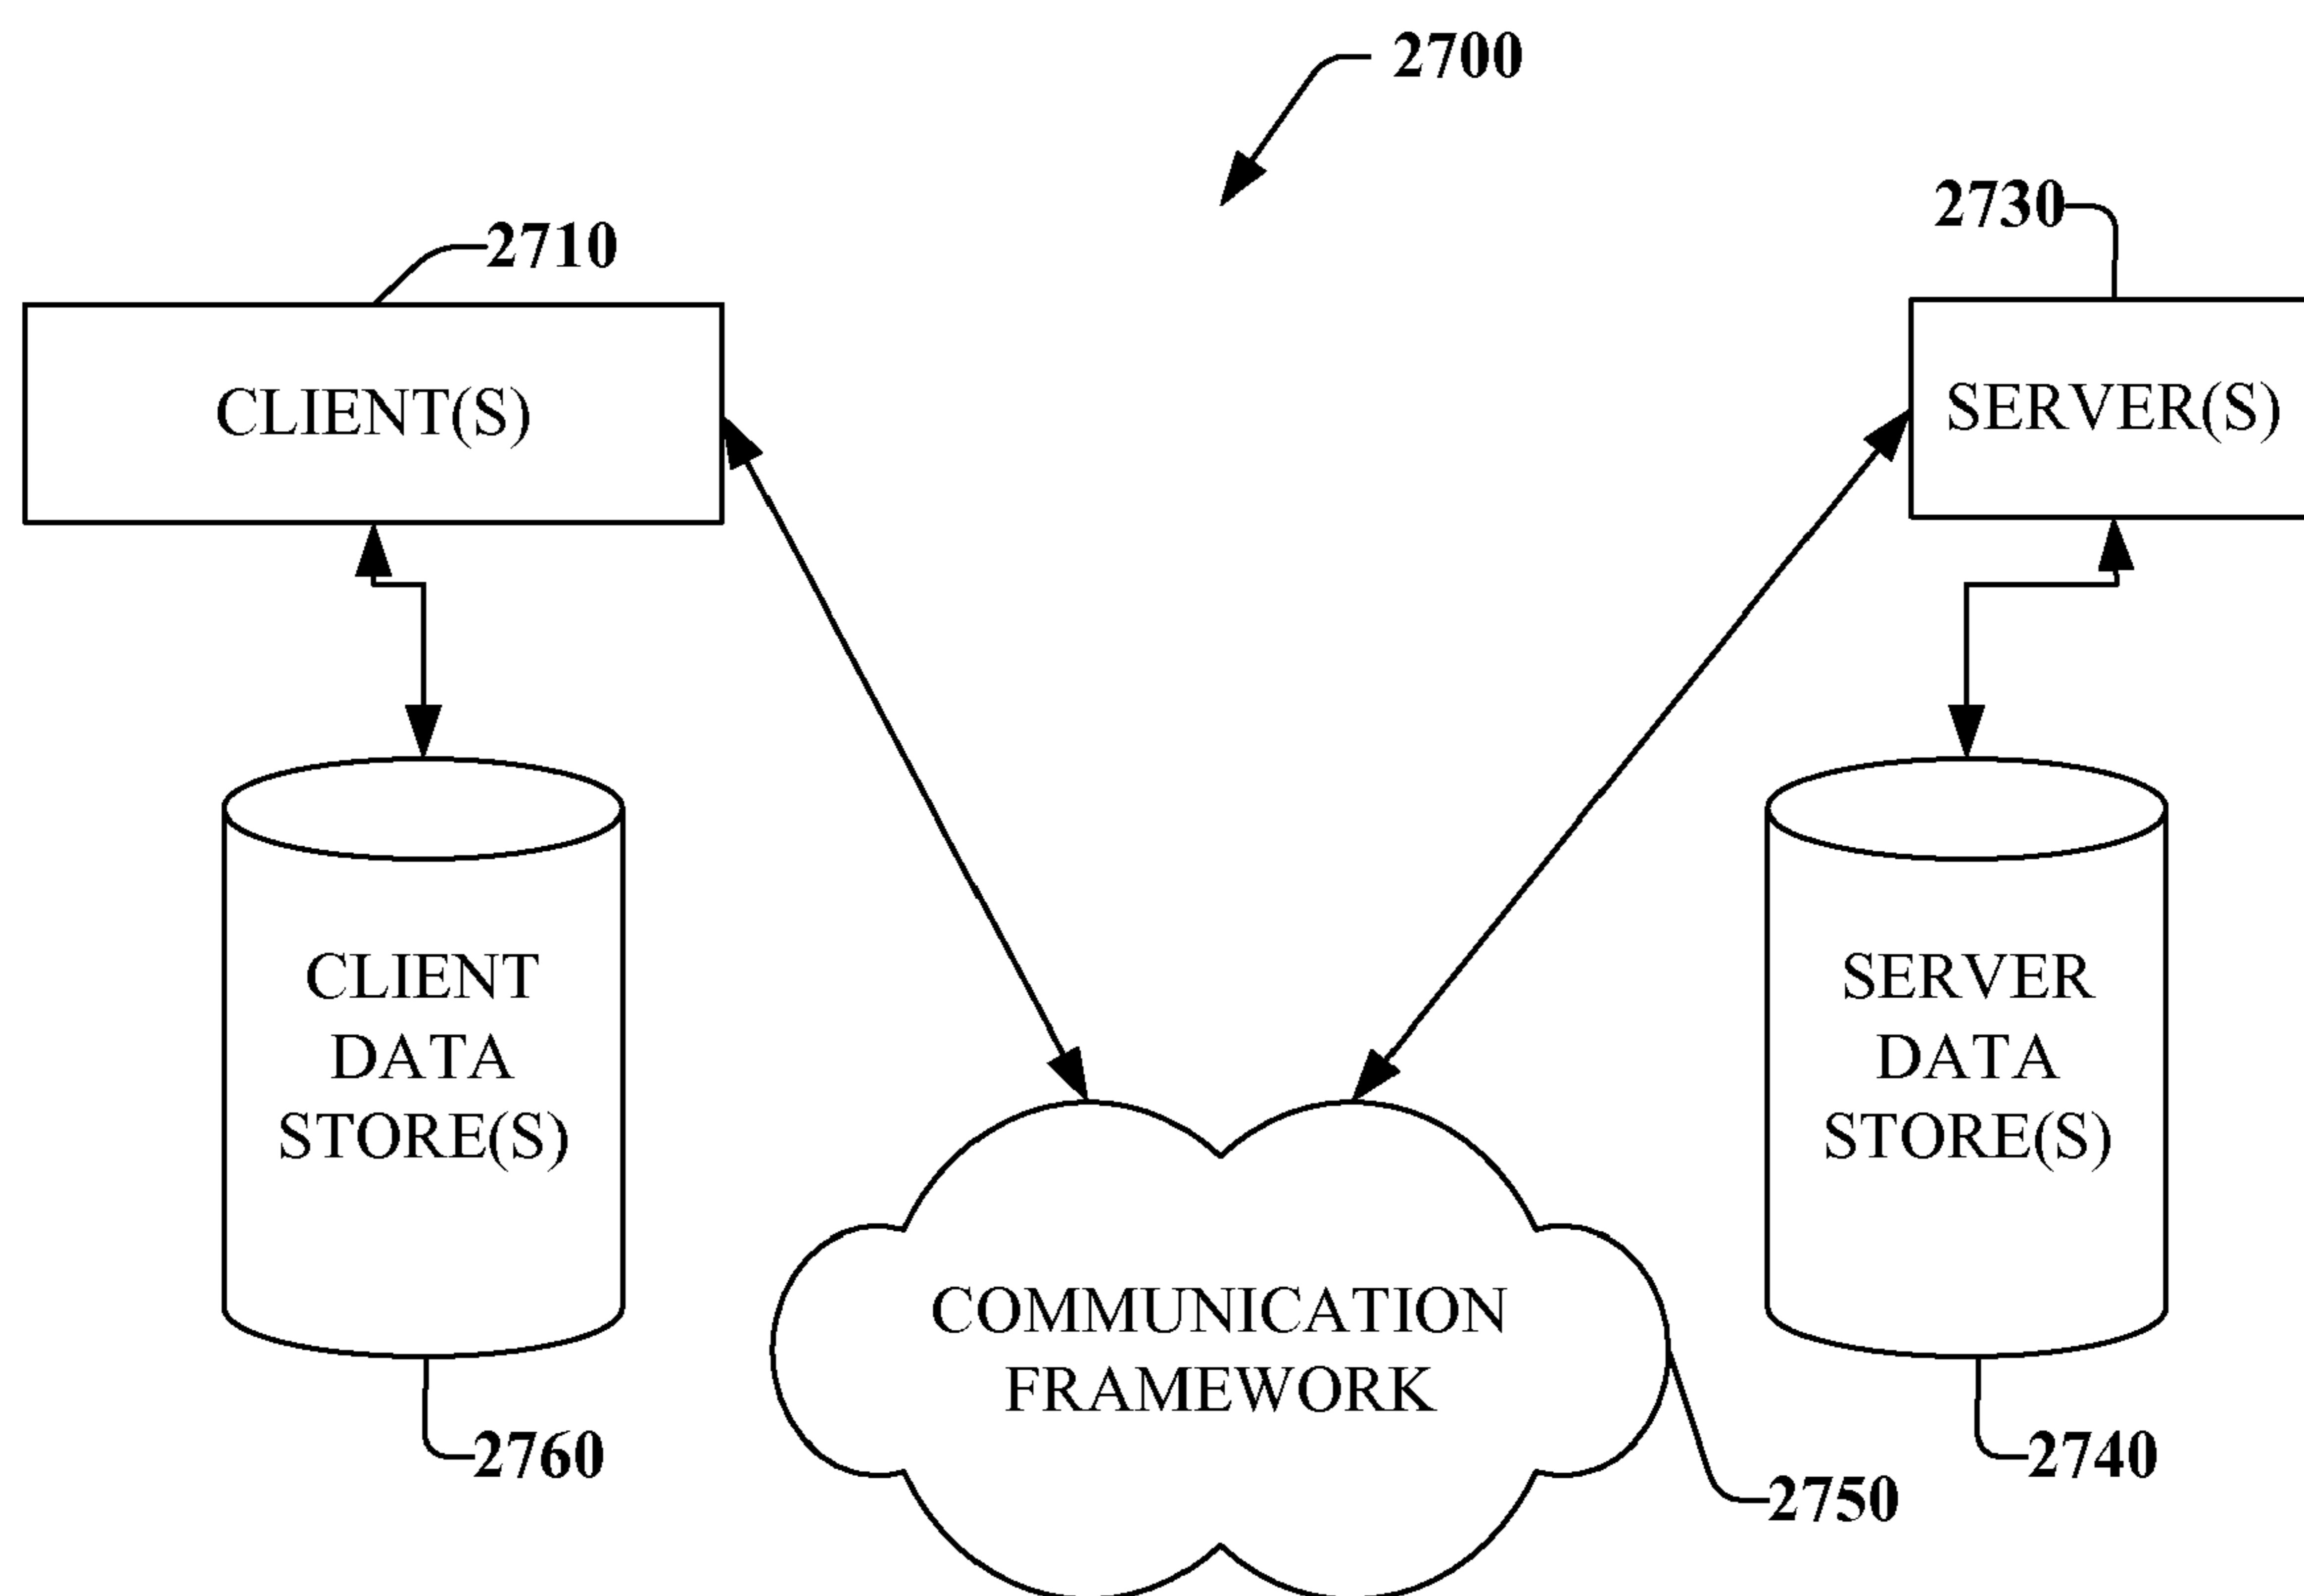 2700
2730
2710
CLIENT(S)
SERVER(S)
CLIENT
DATA
STORE(S)
SERVER
DATA
STORE(S)
COMMUNICATION
FRAMEWORK
2760
2740
2750